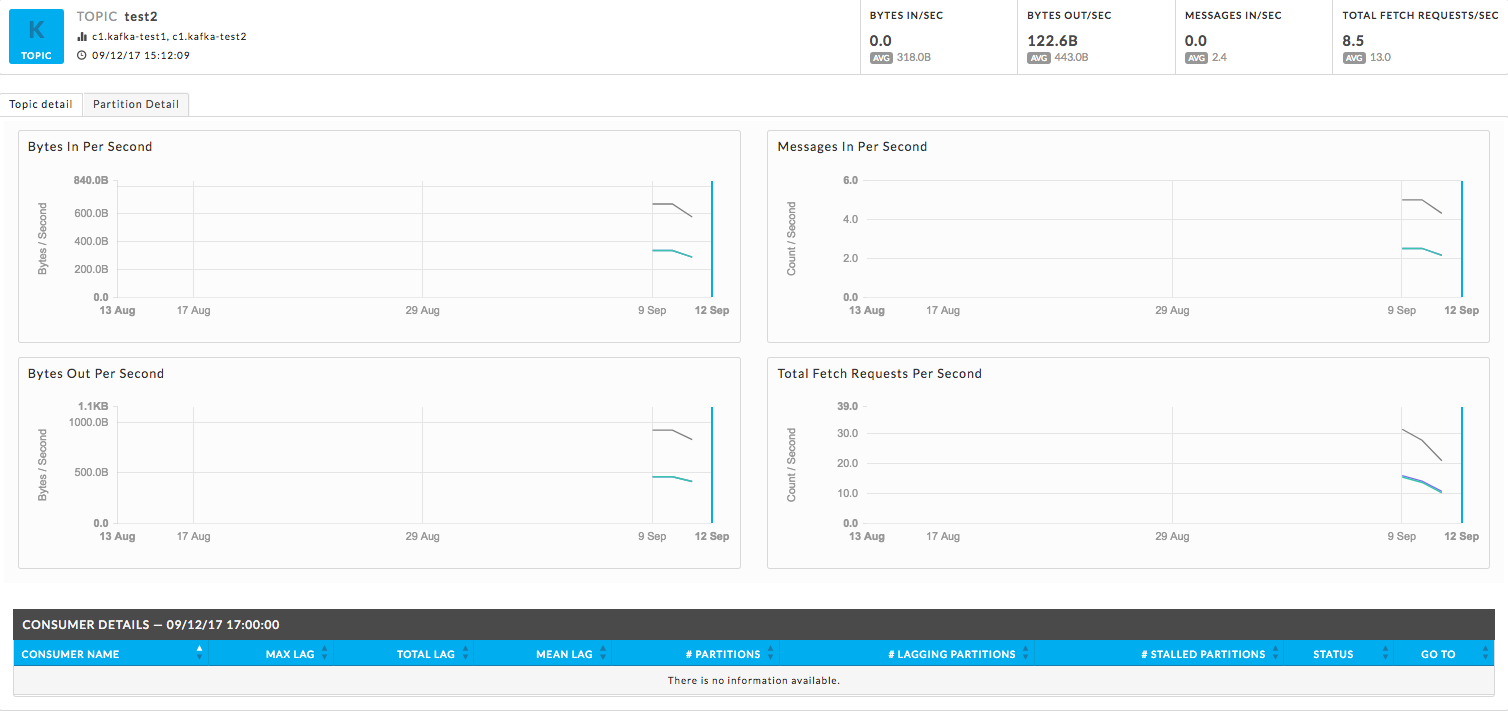 K
TOPIC
TOPIC test2
c1.kafka-test1, c1.kafka-test2
09/12/17 15:12:09
BYTES IN/SEC
0.0
AVG 318.0B
BYTES OUT/SEC
122.6B
AVG 443.0B
MESSAGES IN/SEC
0.0
AVG 2.4
TOTAL FETCH REQUESTS/SEC
8.5
AVG 13.0
Topic detail Partition Detail
Bytes In Per Second
Bytes / Second
840.0B
600.0B
400.0B
200.0B
0.0
13 Aug 17 Aug 29 Aug 9 Sep 12 Sep
Messages In Per Second
Count / Second
6.0
4.0
2.0
0.0
13 Aug 17 Aug 29 Aug 9 Sep 12 Sep
Bytes Out Per Second
Bytes / Second
1.1KB
1000.0B
500.0B
0.0
13 Aug 17 Aug 29 Aug 9 Sep 12 Sep
Total Fetch Requests Per Second
Count / Second
39.0
30.0
20.0
10.0
0.0
13 Aug 17 Aug 29 Aug 9 Sep 12 Sep
CONSUMER DETAILS — 09/12/17 17:00:00
CONSUMER NAME MAX LAG TOTAL LAG MEAN LAG # PARTITIONS # LAGGING PARTITIONS # STALLED PARTITIONS STATUS GO TO
There is no information available.